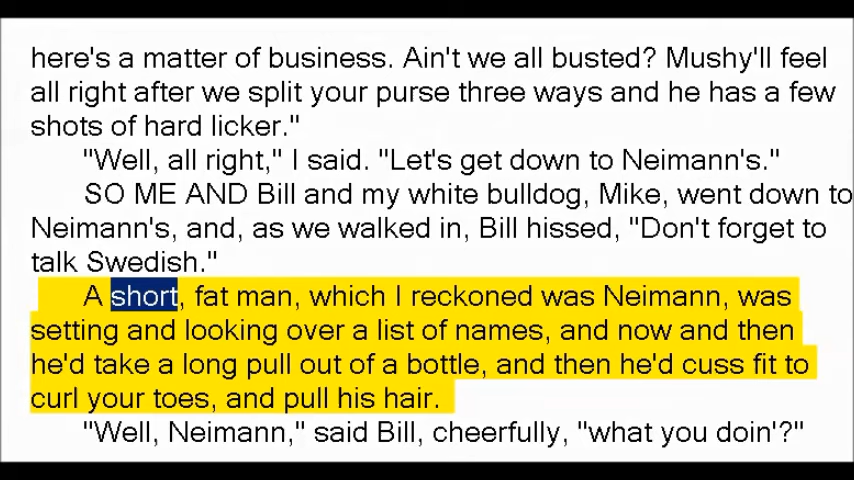 here's a matter of business. Ain't we all busted? Mushy'll feel
all right after we split your purse three ways and he has a few
shots of hard licker."
"Well, all right," I said. "Let's get down to Neimann's."
SO ME AND Bill and my white bulldog, Mike, went down to
Neimann's, and, as we walked in, Bill hissed, "Don't forget to
talk Swedish."
A short, fat man, which I reckoned was Neimann, was
setting and looking over a list of names, and now and then
he'd take a long pull out of a bottle, and then he'd cuss fit to
curl your toes, and pull his hair.
"Well, Neimann," said Bill, cheerfully, "what you doin'?"